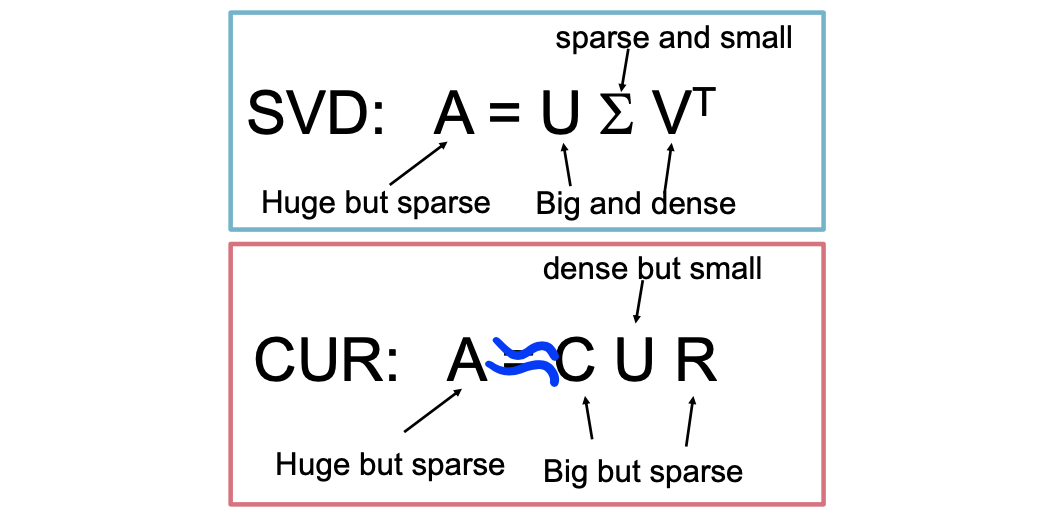 sparse and small
SVD: A = U Σ Vᵀ
Huge but sparse Big and dense
dense but small
CUR: A ≈ C U R
Huge but sparse Big but sparse